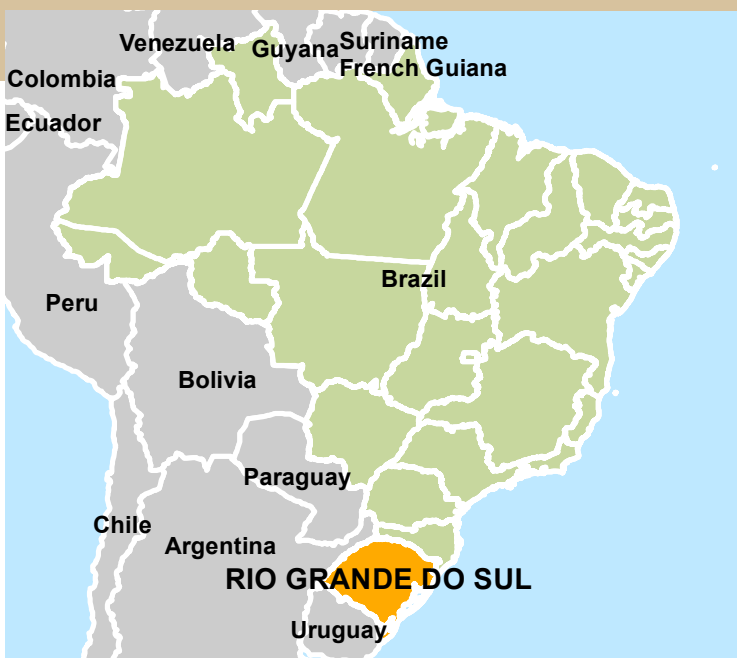 Venezuela
Guyana
Suriname
French Guiana
Colombia
Ecuador
Brazil
Peru
Bolivia
Paraguay
Chile
Argentina
RIO GRANDE DO SUL
Uruguay